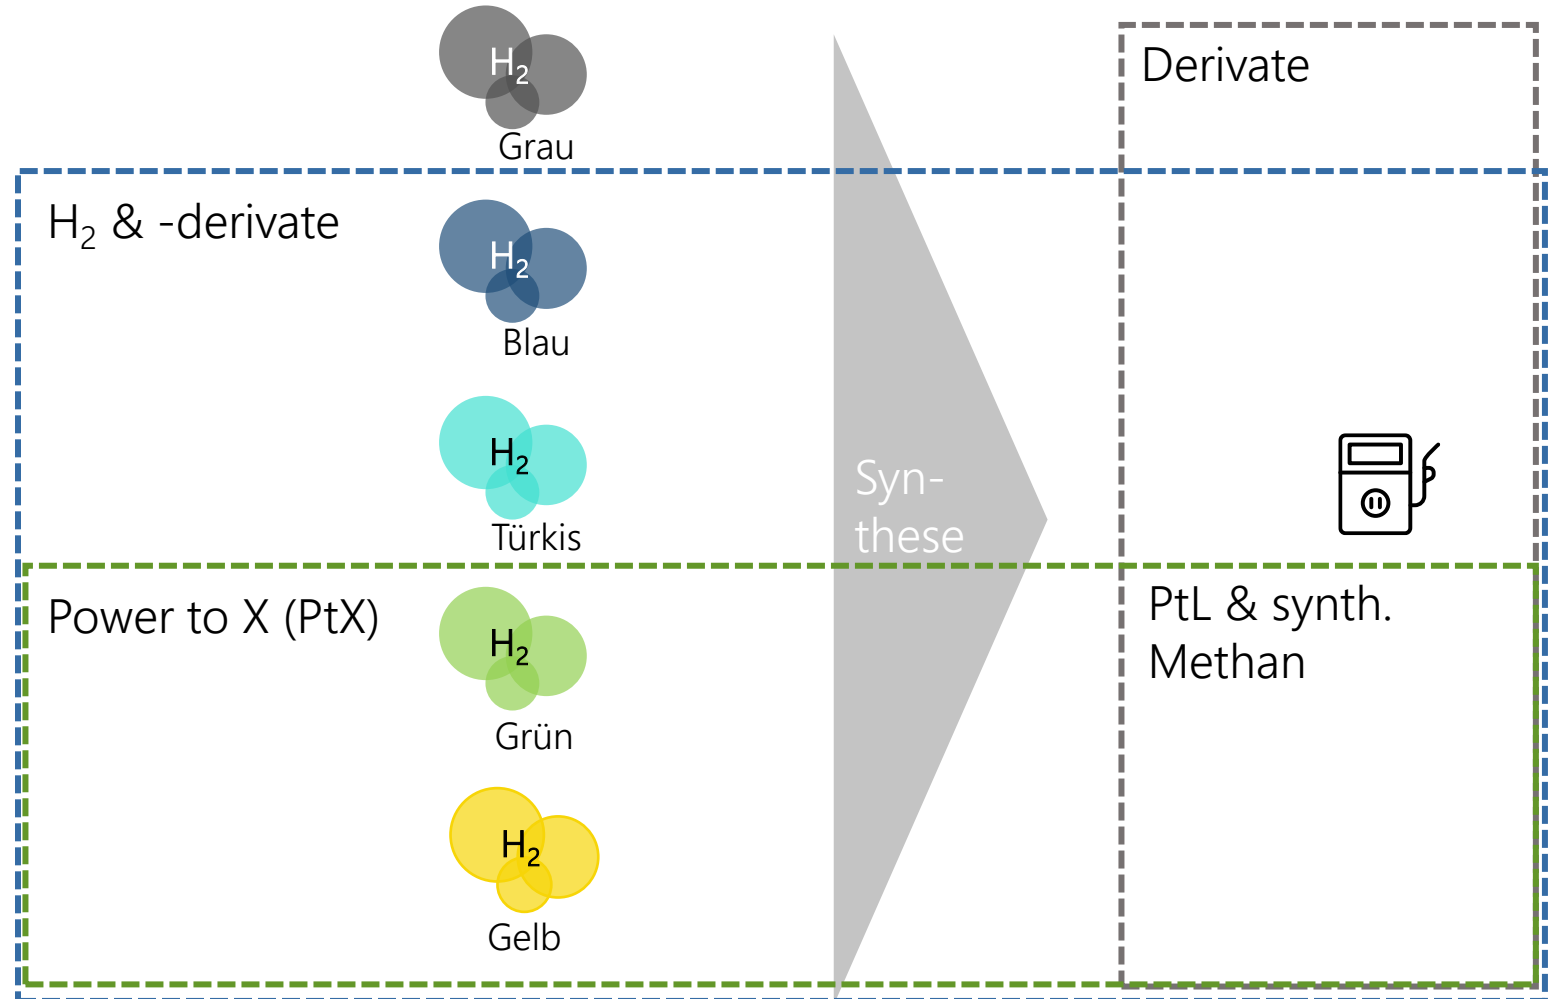 H₂
Grau
Derivate
H₂ & -derivate
H₂
Blau
H₂
Türkis
Syn-
these
Power to X (PtX)
H₂
Grün
PtL & synth.
Methan
H₂
Gelb